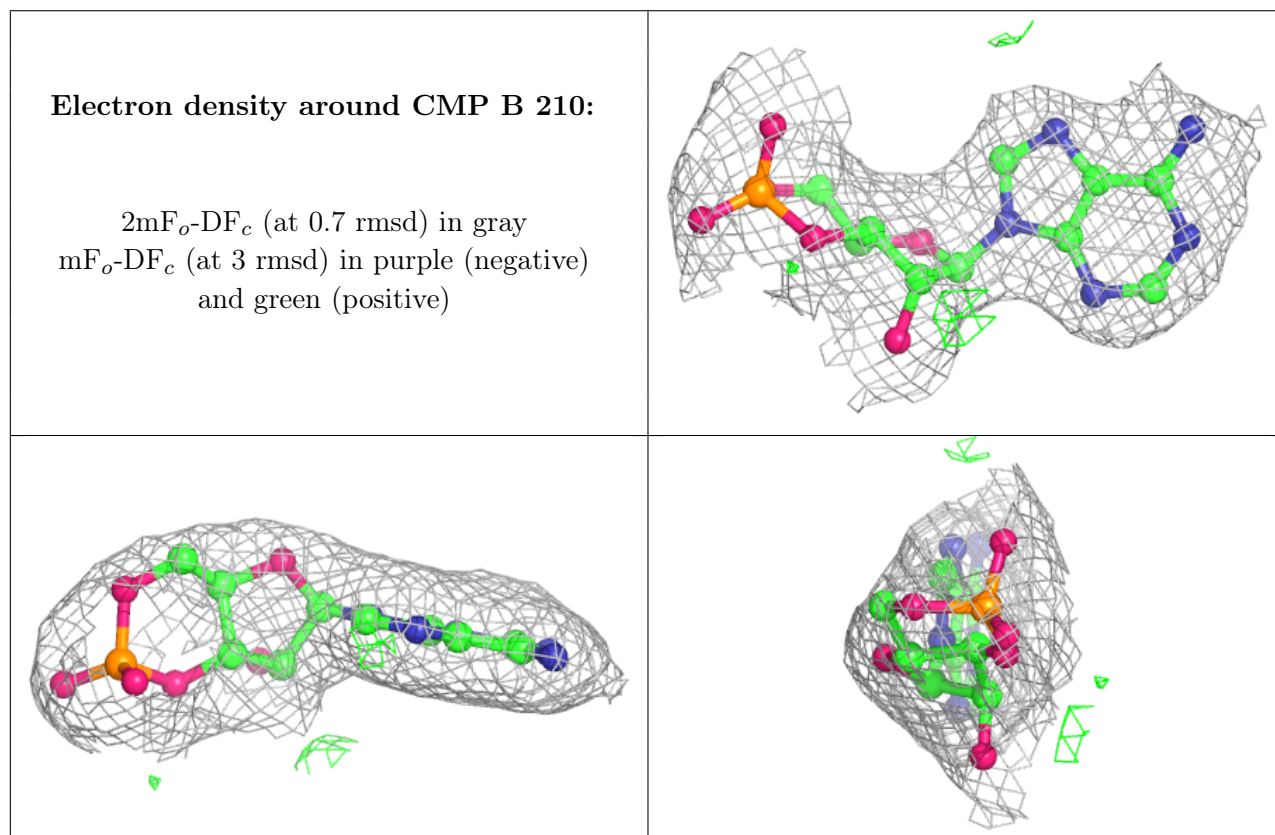 Electron density around CMP B 210:
2mFo-DFc (at 0.7 rmsd) in gray
mFo-DFc (at 3 rmsd) in purple (negative)
and green (positive)